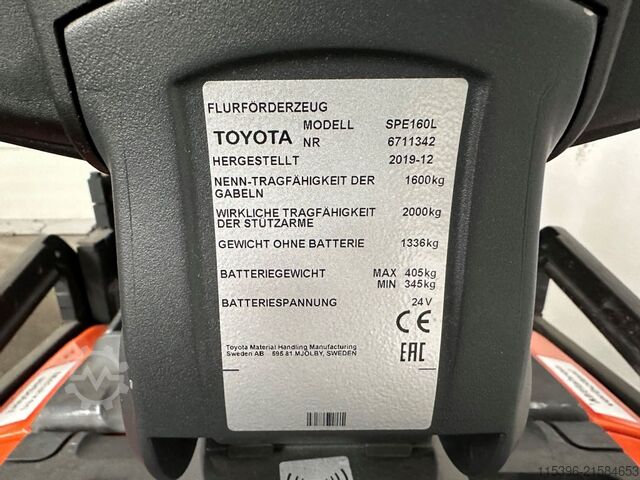 FLURFÖRDERZEUG
TOYOTA MODELL SPE160L
NR 6711342
HERGESTELLT 2019-12
NENN-TRAGFÄHIGKEIT DER GABELN 1600kg
WIRKLICHE TRAGFÄHIGKEIT DER STÜTZARME 2000kg
GEWICHT OHNE BATTERIE 1336kg
BATTERIEGEWICHT MAX 405kg
MIN 345kg
BATTERIESPANNUNG 24 V
CE
Toyota Material Handling Manufacturing
Sweden AB 595 81 MJÖLBY, SWEDEN
EAC
115396-21584653